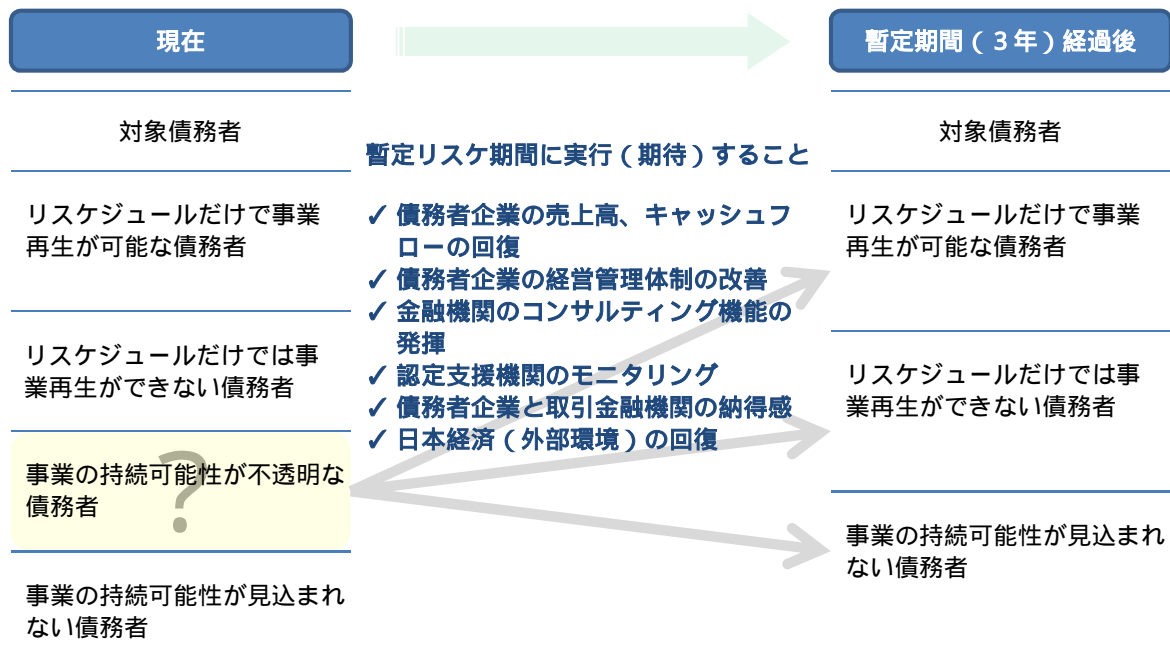 現在
暫定期間（３年）経過後
対象債務者
リスケジュールだけで事業
再生が可能な債務者
リスケジュールだけでは事
業再生ができない債務者
事業の持続可能性が不透明な
債務者
？
事業の持続可能性が見込まれ
ない債務者
暫定リスケ期間に実行（期待）すること
✓ 債務者企業の売上高、キャッシュフ
ローの回復
✓ 債務者企業の経営管理体制の改善
✓ 金融機関のコンサルティング機能の
発揮
✓ 認定支援機関のモニタリング
✓ 債務者企業と取引金融機関の納得感
✓ 日本経済（外部環境）の回復
対象債務者
リスケジュールだけで事業
再生が可能な債務者
リスケジュールだけでは事
業再生ができない債務者
事業の持続可能性が見込まれ
ない債務者